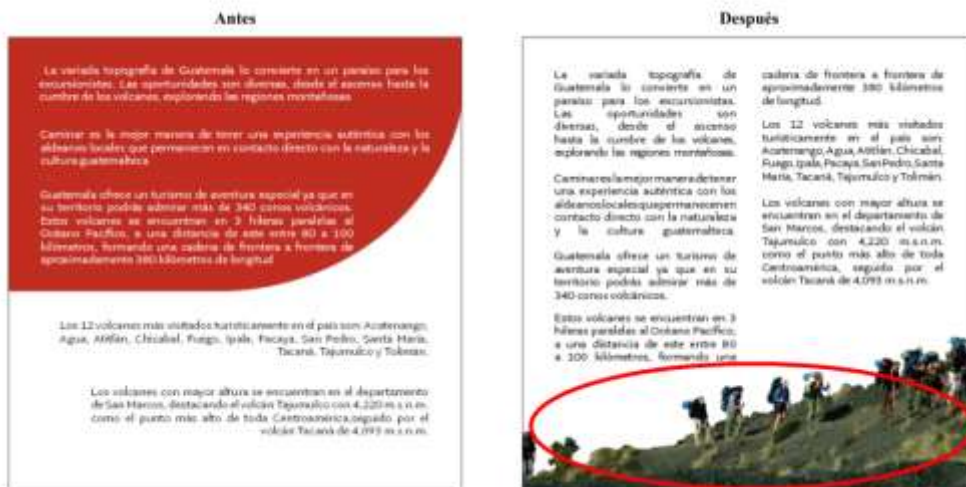 Antes
La variada topografía de Guatemala lo convierte en un paraíso para los
excursionistas. Las oportunidades son diversas, desde el ascenso hasta la
cumbre de los volcanes, explorando las regiones montañosas.
Caminar es la mejor manera de tener una experiencia auténtica con los
aldeanos locales que permanecen en contacto directo con la naturaleza y la
cultura guatemalteca.
Guatemala ofrece un turismo de aventura especial ya que en
su territorio podrás admirar más de 340 conos volcánicos.
Estos volcanes se encuentran en 3 hileras paralelas al
Océano Pacífico, a una distancia de este entre 80 a 100
kilómetros, formando una cadena de frontera a frontera de
aproximadamente 380 kilómetros de longitud
Los 12 volcanes más visitados turísticamente en el país son: Acatenango,
Agua, Atitlán, Chicabal, Fuego, Ipala, Pacaya, San Pedro, Santa María,
Tacaná, Tajumulco y Tolimán.
Los volcanes con mayor altura se encuentran en el departamento
de San Marcos, destacando el volcán Tajumulco con 4,220 m.s.n.m.
como el punto más alto de toda Centroamérica, seguido por el
volcán Tacaná de 4,093 m.s.n.m.
Después
La variada topografía de
Guatemala lo convierte en un
paraíso para los excursionistas.
Las oportunidades son
diversas, desde el ascenso
hasta la cumbre de los volcanes,
explorando las regiones montañosas.
Caminar es la mejor manera de tener
una experiencia auténtica con los
aldeanos locales que permanecen en
contacto directo con la naturaleza
y la cultura guatemalteca.
Guatemala ofrece un turismo de
aventura especial ya que en su
territorio podrás admirar más de
340 conos volcánicos.
Estos volcanes se encuentran en 3
hileras paralelas al Océano Pacífico,
a una distancia de este entre 80
a 100 kilómetros, formando una
cadena de frontera a frontera de
aproximadamente 380 kilómetros
de longitud.
Los 12 volcanes más visitados
turísticamente en el país son:
Acatenango, Agua, Atitlán, Chicabal,
Fuego, Ipala, Pacaya, San Pedro, Santa
María, Tacaná, Tajumulco y Tolimán.
Los volcanes con mayor altura se
encuentran en el departamento de
San Marcos, destacando el volcán
Tajumulco con 4,220 m.s.n.m.
como el punto más alto de toda
Centroamérica, seguido por el
volcán Tacaná de 4,093 m.s.n.m.